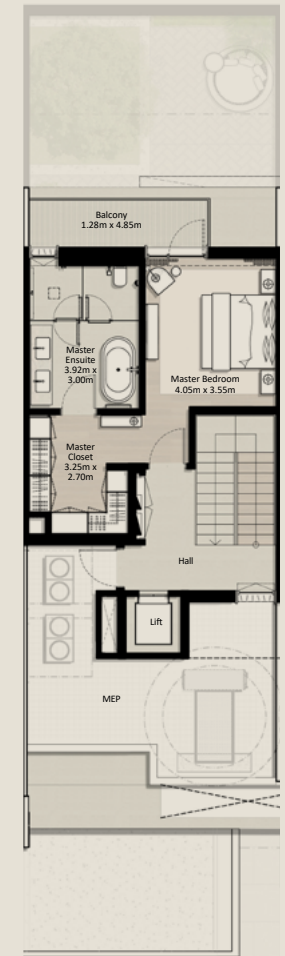 Balcony
1.28m x 4.85m
Master
Ensuite
3.92m x
3.00m
Master Bedroom
4.05m x 3.55m
Master
Closet
3.25m x
2.70m
Hall
Lift
MEP